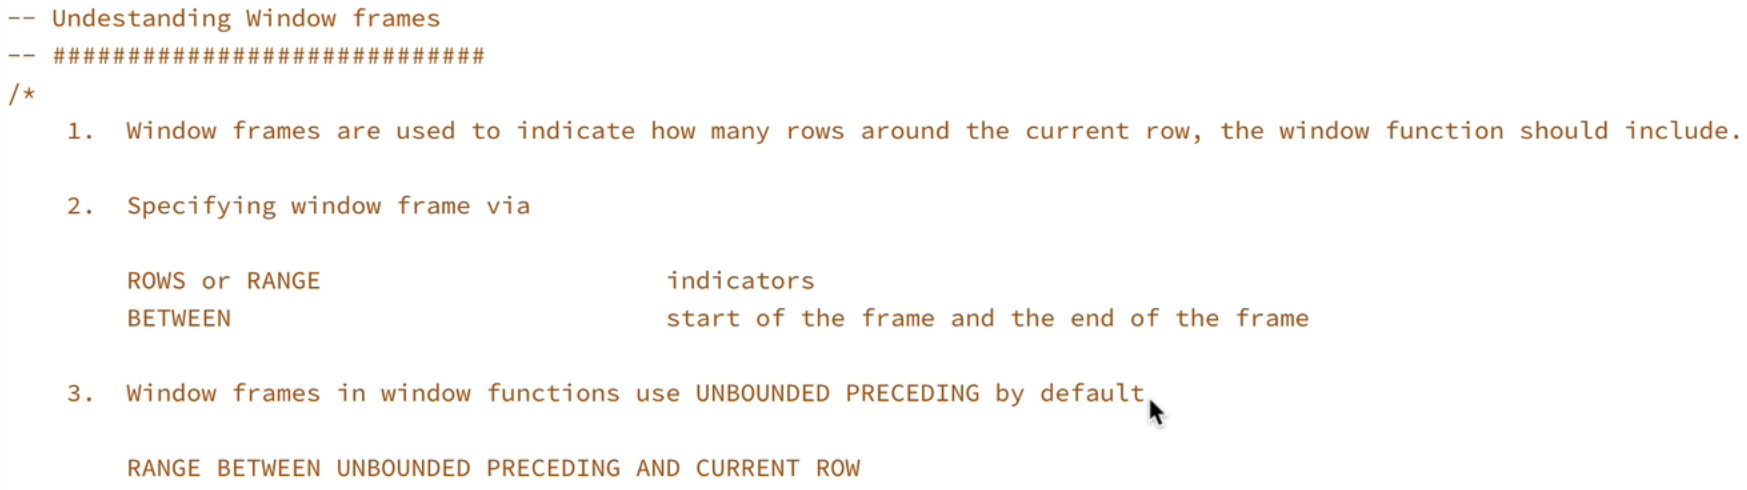 -- Undestanding Window frames
-- #############################
/*
1. Window frames are used to indicate how many rows around the current row, the window function should include.
2. Specifying window frame via
ROWS or RANGE indicators
BETWEEN start of the frame and the end of the frame
3. Window frames in window functions use UNBOUNDED PRECEDING by default
RANGE BETWEEN UNBOUNDED PRECEDING AND CURRENT ROW